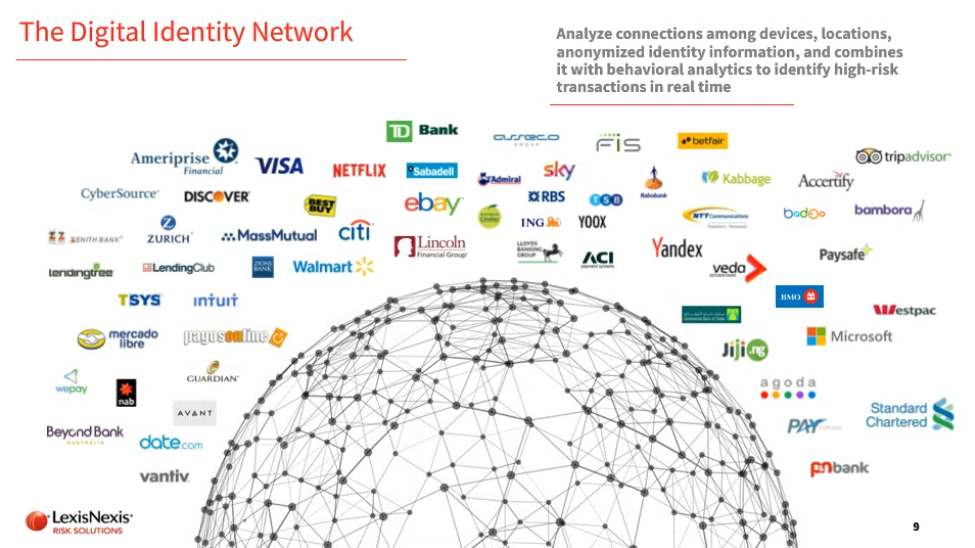 The Digital Identity Network
Analyze connections among devices, locations,
anonymized identity information, and combines
it with behavioral analytics to identify high-risk
transactions in real time
TD Bank
asseco
GROUP
FIS
betfair
tripadvisor
Ameriprise
Financial
VISA
NETFLIX
Sabadell
Admiral
sky
Rabobank
Kabbage
Accertify
CyberSource
DISCOVER
BEST
BUY
ebay
RBS
TSB
NTT Communications
badoo
bambora
ZENITH BANK
ZURICH
MassMutual
citi
ING
YOOX
Lincoln
Financial Group
LLOYDS
BANKING
GROUP
ACI
payment systems
Yandex
veda
Paysafe
lendingtree
LendingClub
ZIONS
BANK
Walmart
TSYS
intuit
BMO
Westpac
mercado
libre
pagosonline
Jiji.ng
Microsoft
wepay
nab
GUARDIAN
agoda
AVANT
Standard
Chartered
Beyond Bank
AUSTRALIA
date.com
PAY
vantiv
pnbank
LexisNexis
RISK SOLUTIONS
9